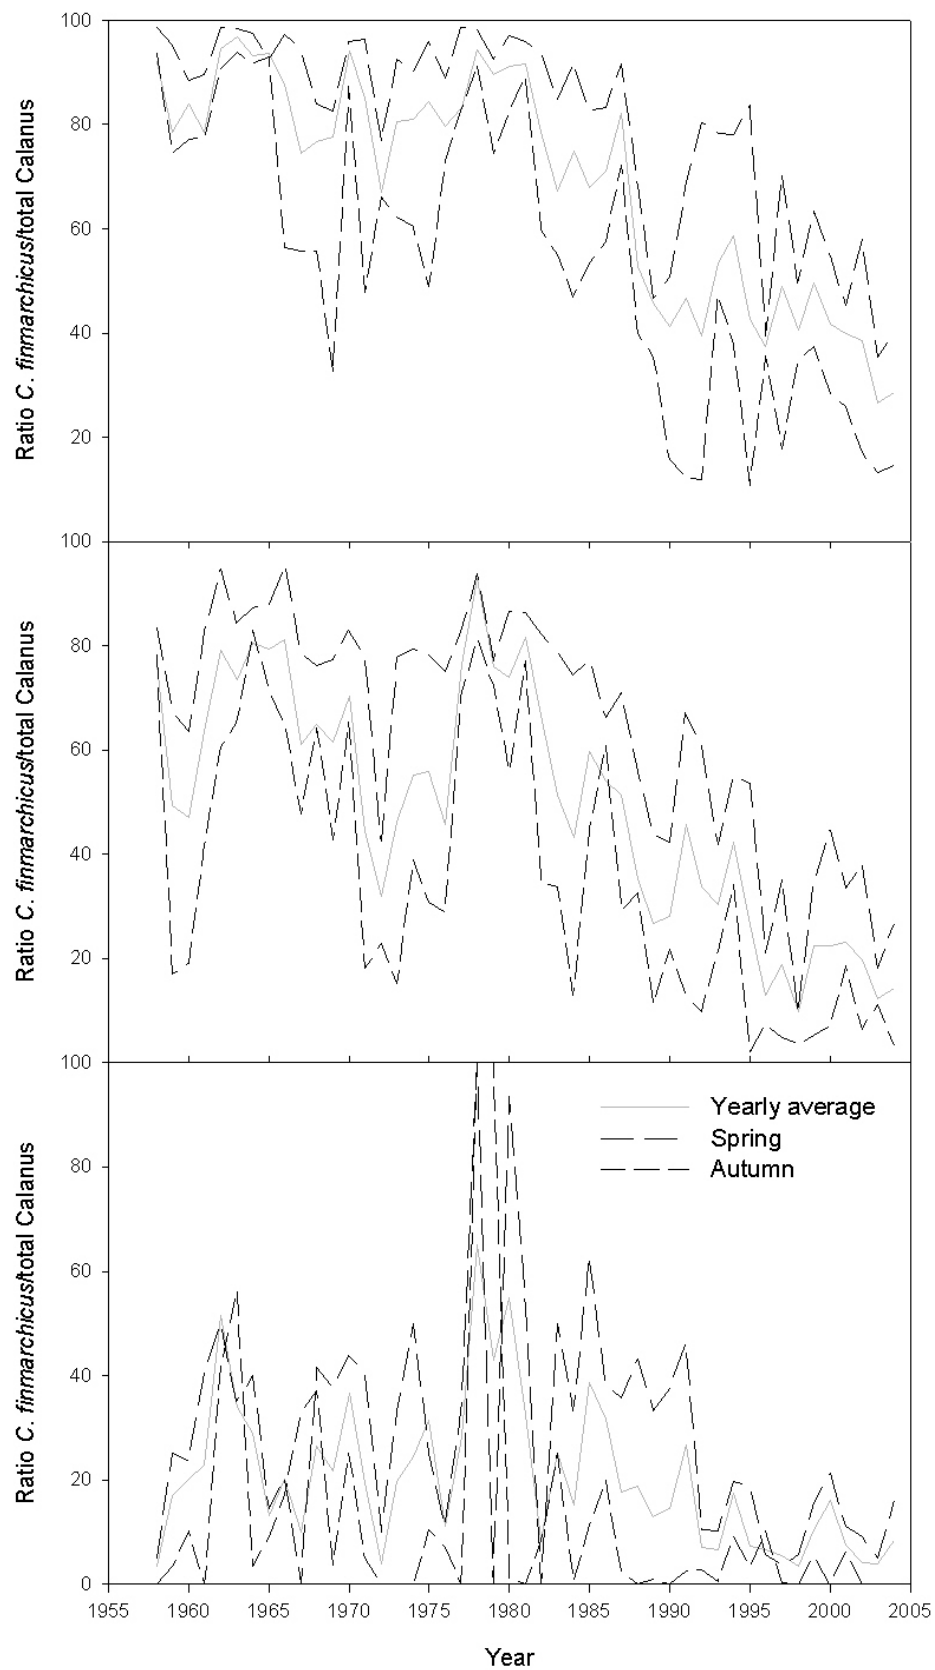 100
80
60
40
20
Ratio C. finmarchicus/total Calanus
100
80
60
40
20
Ratio C. finmarchicus/total Calanus
100
80
60
40
20
0
Ratio C. finmarchicus/total Calanus
Yearly average
Spring
Autumn
1955 1960 1965 1970 1975 1980 1985 1990 1995 2000 2005
Year